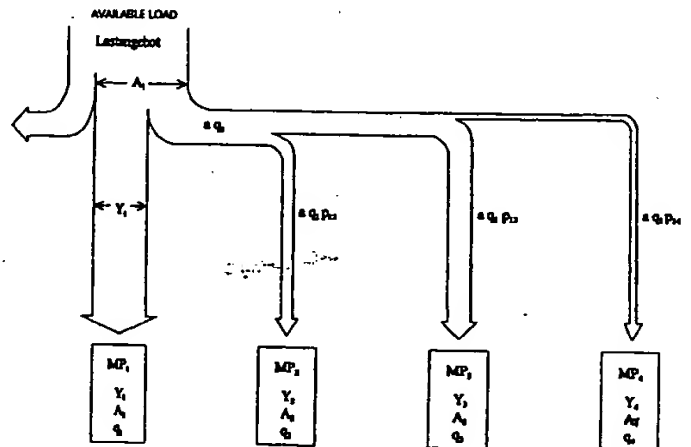 AVAILABLE LOAD
Lastangebot
A₁
a q₁
Y₁
a q₁ p₁₂
a q₁ p₁₃
a q₁ p₁₄
MP₁
Y₁
A₁
q₁
MP₂
Y₂
A₂
q₂
MP₃
Y₃
A₃
q₃
MP₄
Y₄
q₄